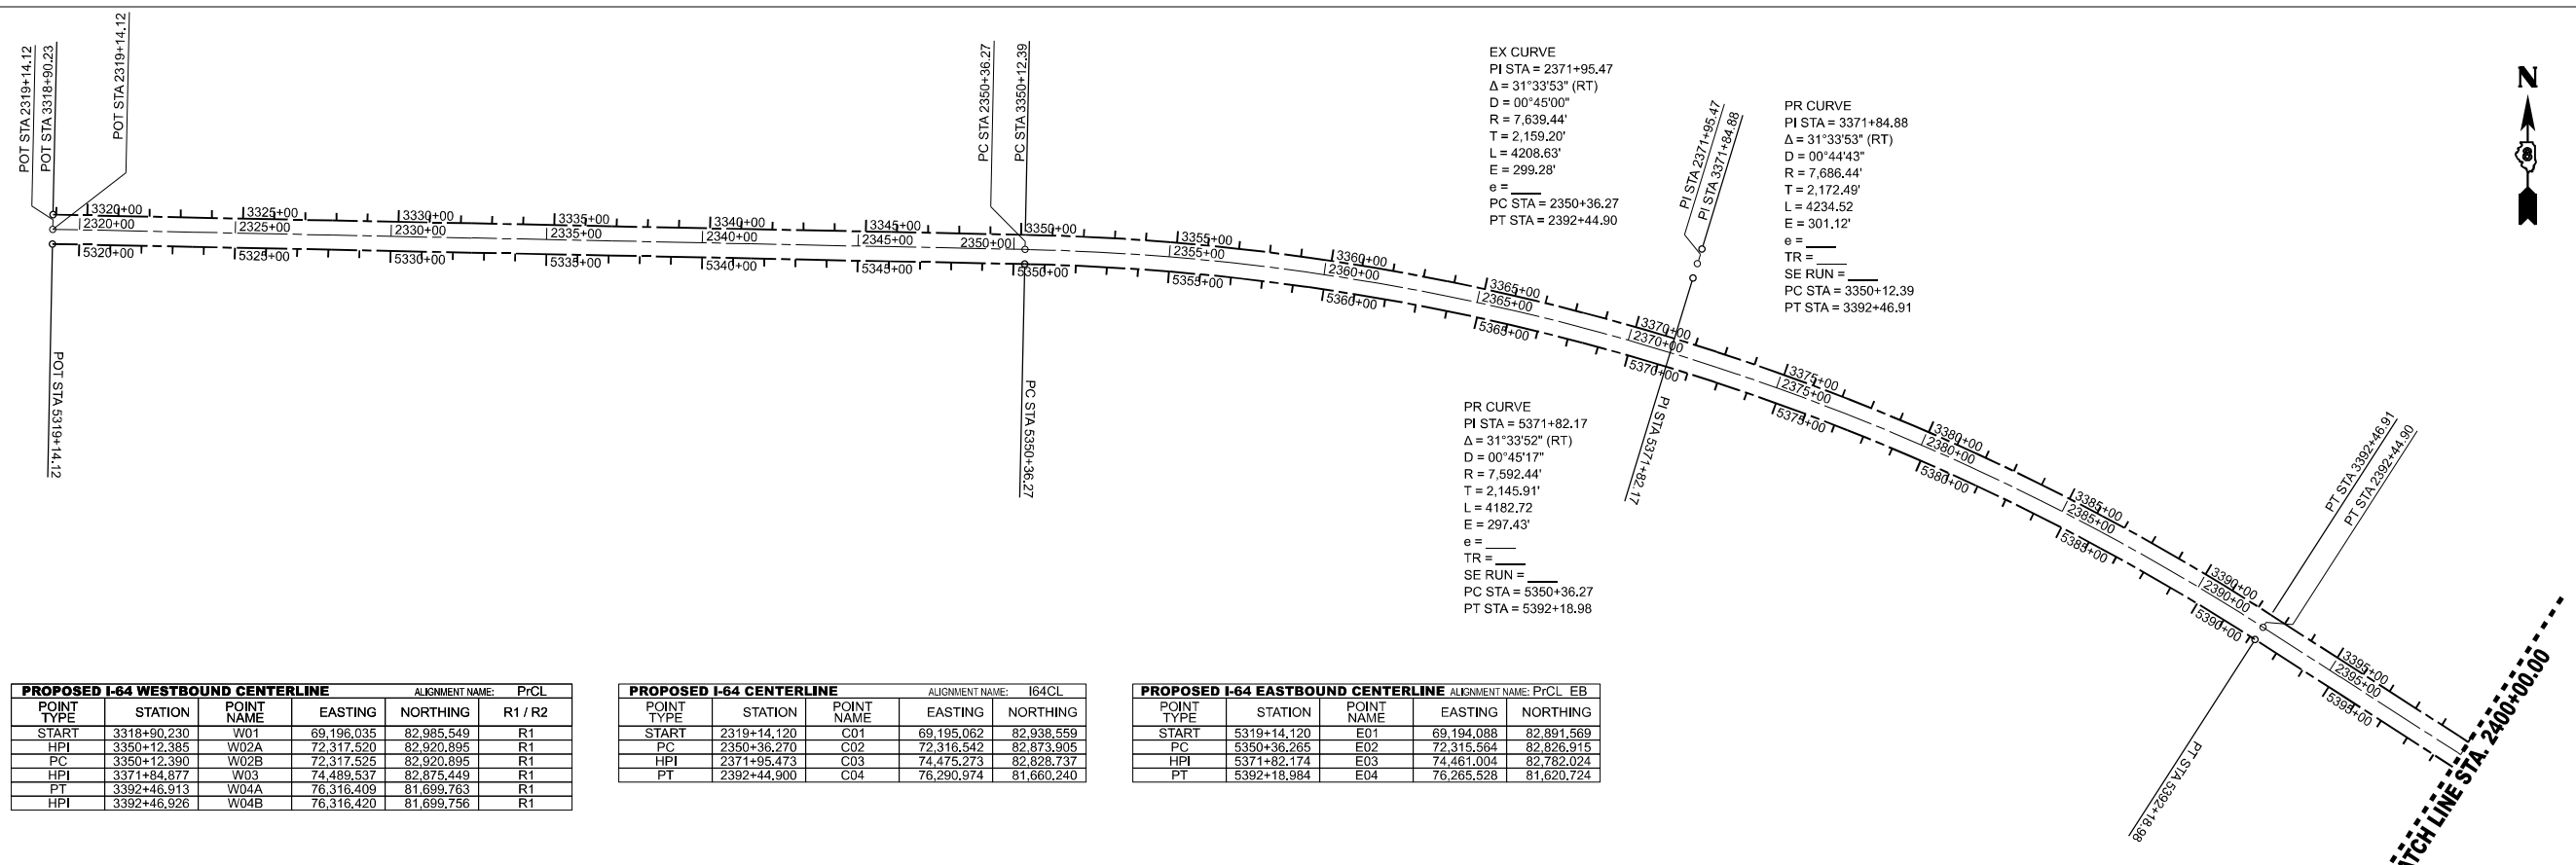 POT STA 2319+14.12
POT STA 3318+90.23
POT STA 2319+14.12
PC STA 2350+36.27
PC STA 3350+12.39
EX CURVE
PI STA = 2371+95.47
Δ = 31°33'53" (RT)
D = 00°45'00"
R = 7,639.44'
T = 2,159.20'
L = 4208.63'
E = 299.28'
e = ____
PC STA = 2350+36.27
PT STA = 2392+44.90
PI STA 2371+95.47
PI STA 3371+84.88
PR CURVE
PI STA = 3371+84.88
Δ = 31°33'53" (RT)
D = 00°44'43"
R = 7,686.44'
T = 2,172.49'
L = 4234.52
E = 301.12'
e = ____
TR = ____
SE RUN = ____
PC STA = 3350+12.39
PT STA = 3392+46.91
N
8
3320+00 3325+00 3330+00 3335+00 3340+00 3345+00 3350+00 3355+00 3360+00 3365+00 3370+00 3375+00 3380+00 3385+00 3390+00 3395+00
2320+00 2325+00 2330+00 2335+00 2340+00 2345+00 2350+00 2355+00 2360+00 2365+00 2370+00 2375+00 2380+00 2385+00 2390+00 2395+00
5320+00 5325+00 5330+00 5335+00 5340+00 5345+00 5350+00 5355+00 5360+00 5365+00 5370+00 5375+00 5380+00 5385+00 5390+00 5395+00
POT STA 5319+14.12
PC STA 5350+36.27
PI STA 5371+82.17
PR CURVE
PI STA = 5371+82.17
Δ = 31°33'52" (RT)
D = 00°45'17"
R = 7,592.44'
T = 2,145.91'
L = 4182.72
E = 297.43'
e = ____
TR = ____
SE RUN = ____
PC STA = 5350+36.27
PT STA = 5392+18.98
PT STA 3392+46.91
PT STA 2392+44.90
PT STA 5392+18.98
ATCH LINE STA. 2400+00.00
PROPOSED I-64 WESTBOUND CENTERLINE ALIGNMENT NAME: PrCL
POINT TYPE STATION POINT NAME EASTING NORTHING R1 / R2
START 3318+90.230 W01 69,196.035 82,985.549 R1
HPI 3350+12.385 W02A 72,317.520 82,920.895 R1
PC 3350+12.390 W02B 72,317.525 82,920.895 R1
HPI 3371+84.877 W03 74,489.537 82,875.449 R1
PT 3392+46.913 W04A 76,316.409 81,699.763 R1
HPI 3392+46.926 W04B 76,316.420 81,699.756 R1
PROPOSED I-64 CENTERLINE ALIGNMENT NAME: I64CL
POINT TYPE STATION POINT NAME EASTING NORTHING
START 2319+14.120 C01 69,195.062 82,938.559
PC 2350+36.270 C02 72,316.542 82,873.905
HPI 2371+95.473 C03 74,475.273 82,828.737
PT 2392+44.900 C04 76,290.974 81,660.240
PROPOSED I-64 EASTBOUND CENTERLINE ALIGNMENT NAME: PrCL_EB
POINT TYPE STATION POINT NAME EASTING NORTHING
START 5319+14.120 E01 69,194.088 82,891.569
PC 5350+36.265 E02 72,315.564 82,826.915
HPI 5371+82.174 E03 74,461.004 82,782.024
PT 5392+18.984 E04 76,265.528 81,620.724